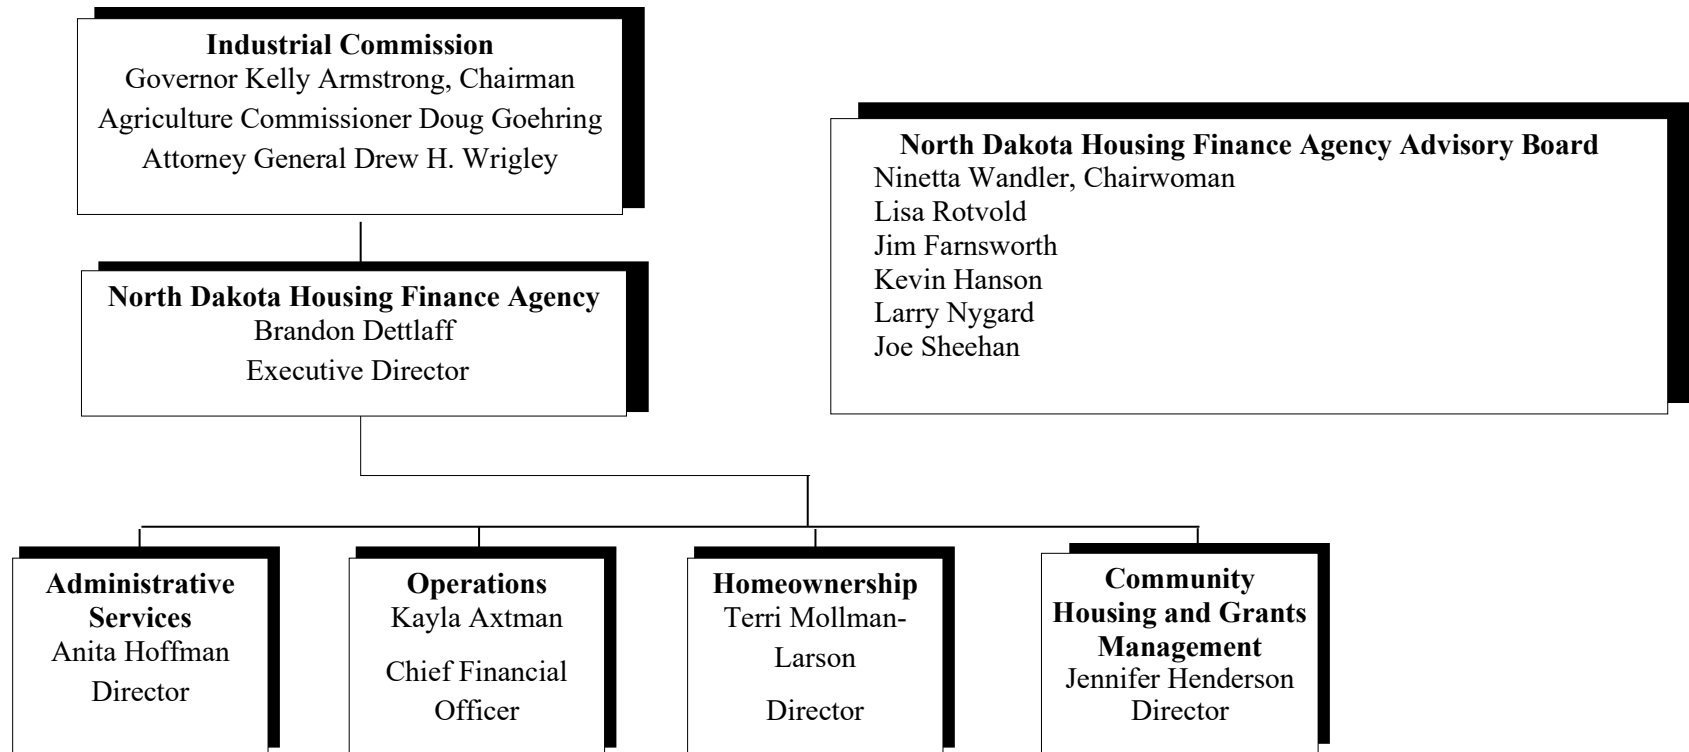 Industrial Commission
Governor Kelly Armstrong, Chairman
Agriculture Commissioner Doug Goehring
Attorney General Drew H. Wrigley
North Dakota Housing Finance Agency Advisory Board
Ninetta Wandler, Chairwoman
Lisa Rotvold
Jim Farnsworth
Kevin Hanson
Larry Nygard
Joe Sheehan
North Dakota Housing Finance Agency
Brandon Dettlaff
Executive Director
Administrative
Services
Anita Hoffman
Director
Operations
Kayla Axtman
Chief Financial
Officer
Homeownership
Terri Mollman-
Larson
Director
Community
Housing and Grants
Management
Jennifer Henderson
Director